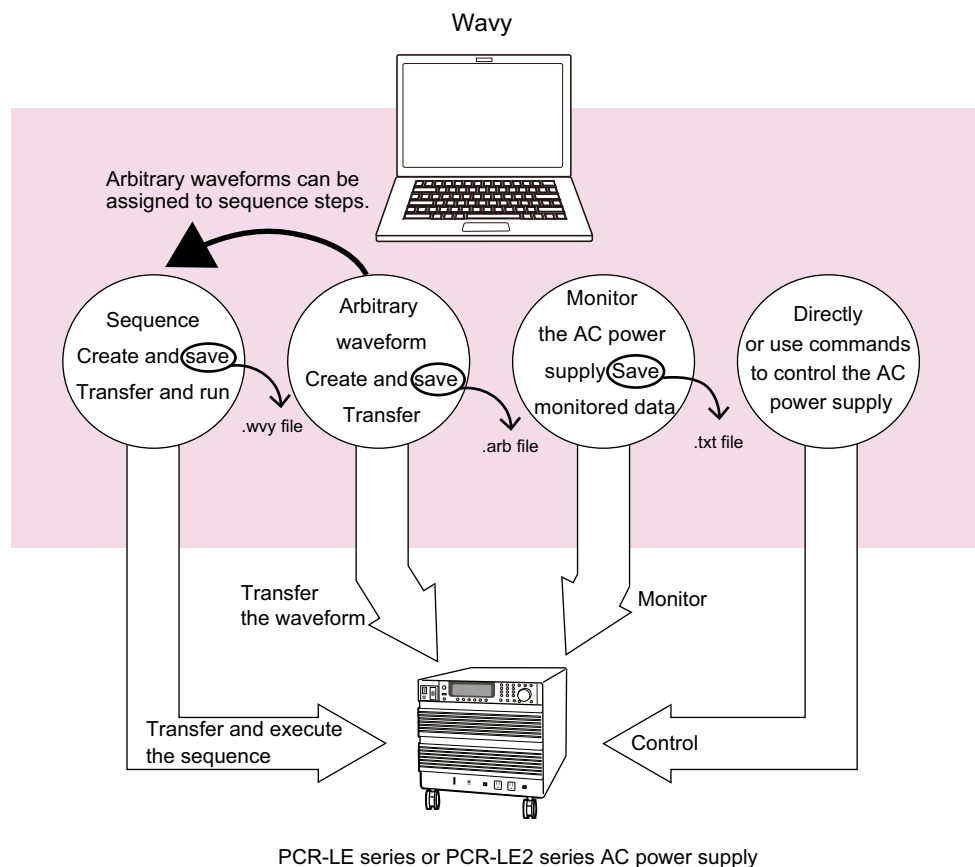 Wavy
Arbitrary waveforms can be
assigned to sequence steps.
Sequence
Create and save
Transfer and run
.wvy file
Arbitrary
waveform
Create and save
Transfer
.arb file
Monitor
the AC power
supply Save
monitored data
.txt file
Directly
or use commands
to control the AC
power supply
Transfer
the waveform
Monitor
Transfer and execute
the sequence
Control
PCR-LE series or PCR-LE2 series AC power supply